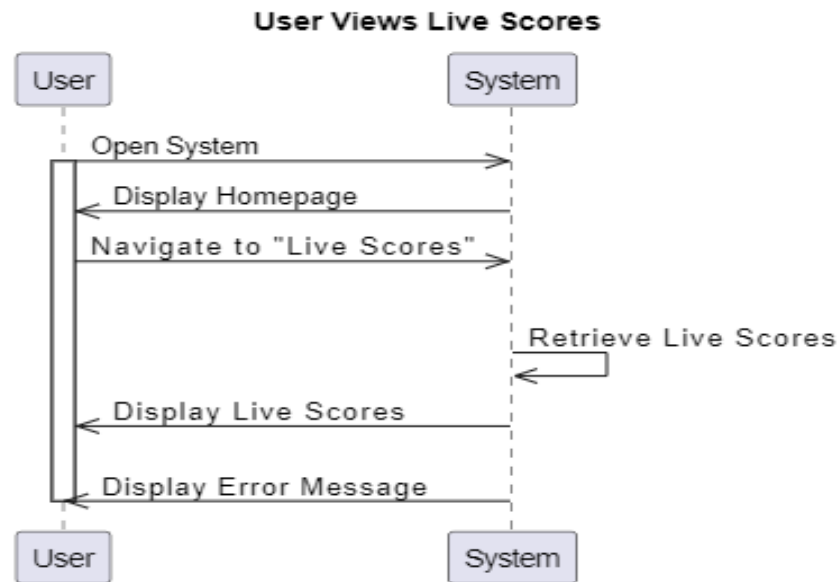 User Views Live Scores
User System
Open System
Display Homepage
Navigate to "Live Scores"
Retrieve Live Scores
Display Live Scores
Display Error Message
User System